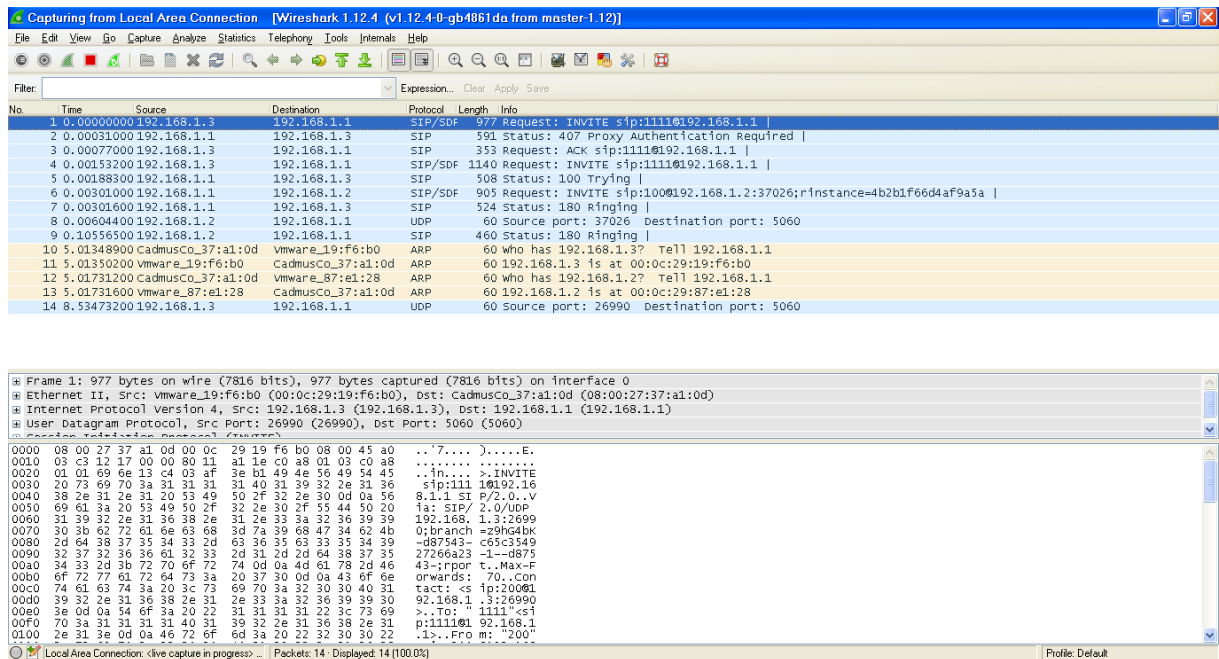 Capturing from Local Area Connection [Wireshark 1.12.4 (v1.12.4-0-gb4861da from master-1.12)]
File Edit View Go Capture Analyze Statistics Telephony Tools Internals Help
Filter: Expression... Clear Apply Save
No. Time Source Destination Protocol Length Info
1 0.00000000 192.168.1.3 192.168.1.1 SIP/SDF 977 Request: INVITE sip:1111@192.168.1.1 |
2 0.00031000 192.168.1.1 192.168.1.3 SIP 591 Status: 407 Proxy Authentication Required |
3 0.00077000 192.168.1.3 192.168.1.1 SIP 353 Request: ACK sip:1111@192.168.1.1 |
4 0.00153200 192.168.1.3 192.168.1.1 SIP/SDF 1140 Request: INVITE sip:1111@192.168.1.1 |
5 0.00188300 192.168.1.1 192.168.1.3 SIP 508 Status: 100 Trying |
6 0.00301000 192.168.1.1 192.168.1.2 SIP/SDF 905 Request: INVITE sip:100@192.168.1.2:37026;rinstance=4b2b1f66d4af9a5a |
7 0.00301600 192.168.1.1 192.168.1.3 SIP 524 Status: 180 Ringing |
8 0.00604400 192.168.1.2 192.168.1.1 UDP 60 Source port: 37026 Destination port: 5060
9 0.10556500 192.168.1.2 192.168.1.1 SIP 460 Status: 180 Ringing |
10 5.01348900 CadmusCo_37:a1:0d Vmware_19:f6:b0 ARP 60 who has 192.168.1.3? Tell 192.168.1.1
11 5.01350200 Vmware_19:f6:b0 CadmusCo_37:a1:0d ARP 60 192.168.1.3 is at 00:0c:29:19:f6:b0
12 5.01731200 CadmusCo_37:a1:0d Vmware_87:e1:28 ARP 60 who has 192.168.1.2? Tell 192.168.1.1
13 5.01731600 Vmware_87:e1:28 CadmusCo_37:a1:0d ARP 60 192.168.1.2 is at 00:0c:29:87:e1:28
14 8.53473200 192.168.1.3 192.168.1.1 UDP 60 Source port: 26990 Destination port: 5060
Frame 1: 977 bytes on wire (7816 bits), 977 bytes captured (7816 bits) on interface 0
Ethernet II, Src: Vmware_19:f6:b0 (00:0c:29:19:f6:b0), Dst: CadmusCo_37:a1:0d (08:00:27:37:a1:0d)
Internet Protocol Version 4, Src: 192.168.1.3 (192.168.1.3), Dst: 192.168.1.1 (192.168.1.1)
User Datagram Protocol, Src Port: 26990 (26990), Dst Port: 5060 (5060)
Session Initiation Protocol (INVITE)
0000 08 00 27 37 a1 0d 00 0c 29 19 f6 b0 08 00 45 a0 ..'7.... ).....E.
0010 03 c3 12 17 00 00 80 11 a1 1e c0 a8 01 03 c0 a8 ........ ........
0020 01 01 69 6e 13 c4 03 af 3e b1 49 4e 56 49 54 45 ..in.... >.INVITE
0030 20 73 69 70 3a 31 31 31 31 40 31 39 32 2e 31 36 sip:111 1@192.16
0040 38 2e 31 2e 31 20 53 49 50 2f 32 2e 30 0d 0a 56 8.1.1 SI P/2.0..V
0050 69 61 3a 20 53 49 50 2f 32 2e 30 2f 55 44 50 20 ia: SIP/ 2.0/UDP
0060 31 39 32 2e 31 36 38 2e 31 2e 33 3a 32 36 39 39 192.168. 1.3:2699
0070 30 3b 62 72 61 6e 63 68 3d 7a 39 68 47 34 62 4b 0;branch =z9hG4bK
0080 2d 64 38 37 35 34 33 2d 63 36 35 63 33 35 34 39 -d87543- c65c3549
0090 32 37 32 36 36 61 32 33 2d 31 2d 2d 64 38 37 35 27266a23 -1--d875
00a0 34 33 2d 3b 72 70 6f 72 74 0d 0a 4d 61 78 2d 46 43-;rpor t..Max-F
00b0 6f 72 77 61 72 64 73 3a 20 37 30 0d 0a 43 6f 6e orwards: 70..Con
00c0 74 61 63 74 3a 20 3c 73 69 70 3a 32 30 30 40 31 tact: <s ip:200@1
00d0 39 32 2e 31 36 38 2e 31 2e 33 3a 32 36 39 39 30 92.168.1 .3:26990
00e0 3e 0d 0a 54 6f 3a 20 22 31 31 31 31 22 3c 73 69 >..To: " 1111"<si
00f0 70 3a 31 31 31 31 40 31 39 32 2e 31 36 38 2e 31 p:1111@1 92.168.1
0100 2e 31 3e 0d 0a 46 72 6f 6d 3a 20 22 32 30 30 22 .1>..Fro m: "200"
Local Area Connection: <live capture in progress> ... Packets: 14 · Displayed: 14 (100.0%) Profile: Default